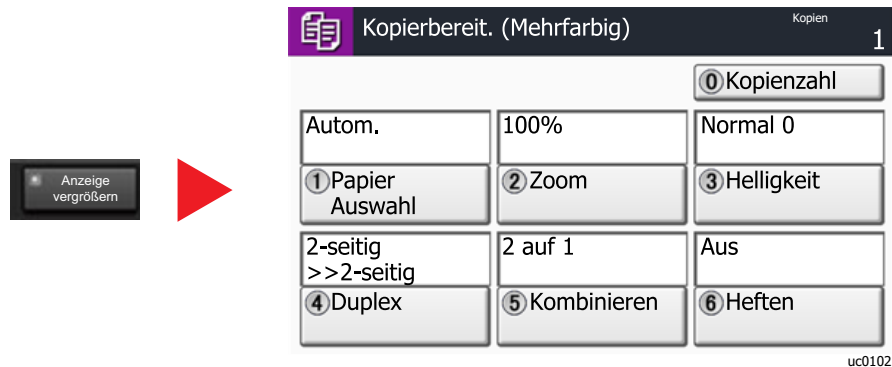 Kopierbereit. (Mehrfarbig)
Kopien
1
0 Kopienzahl
Autom.
100%
Normal 0
Anzeige
vergrößern
1 Papier
Auswahl
2 Zoom
3 Helligkeit
2-seitig
>>2-seitig
2 auf 1
Aus
4 Duplex
5 Kombinieren
6 Heften
uc0102